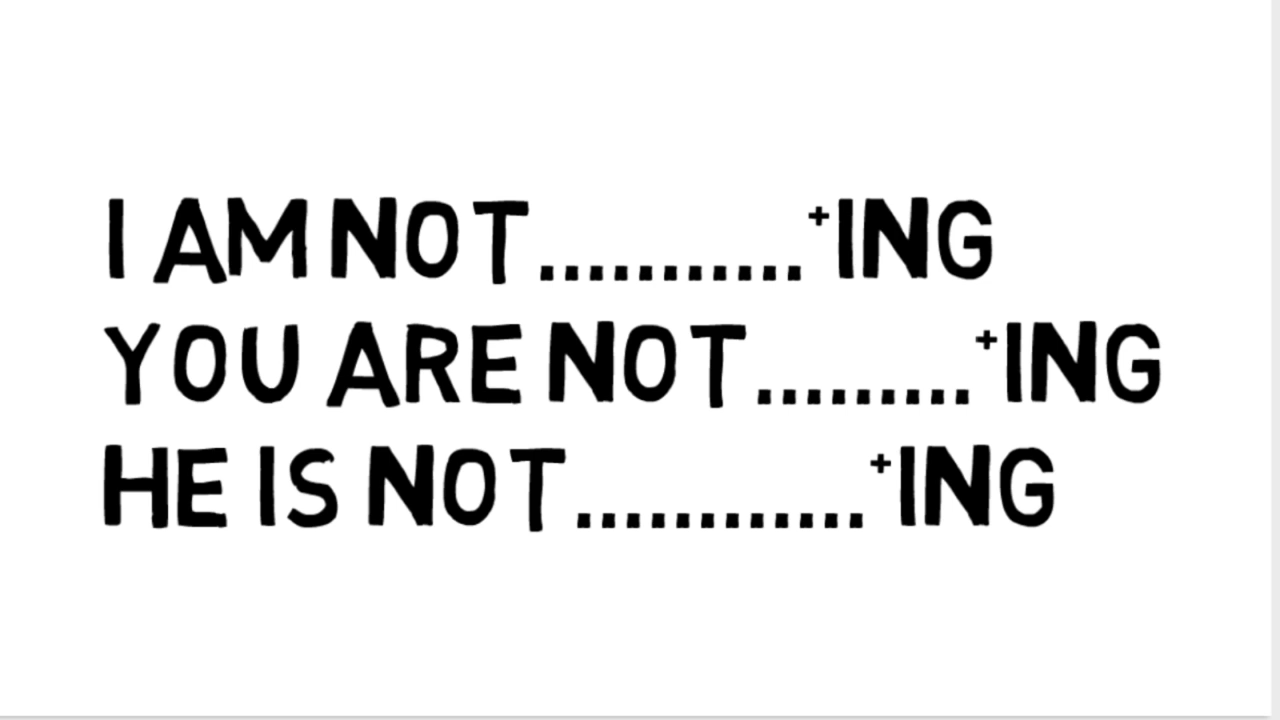 I AM NOT...........+ING
YOU ARE NOT.........+ING
HE IS NOT............+ING